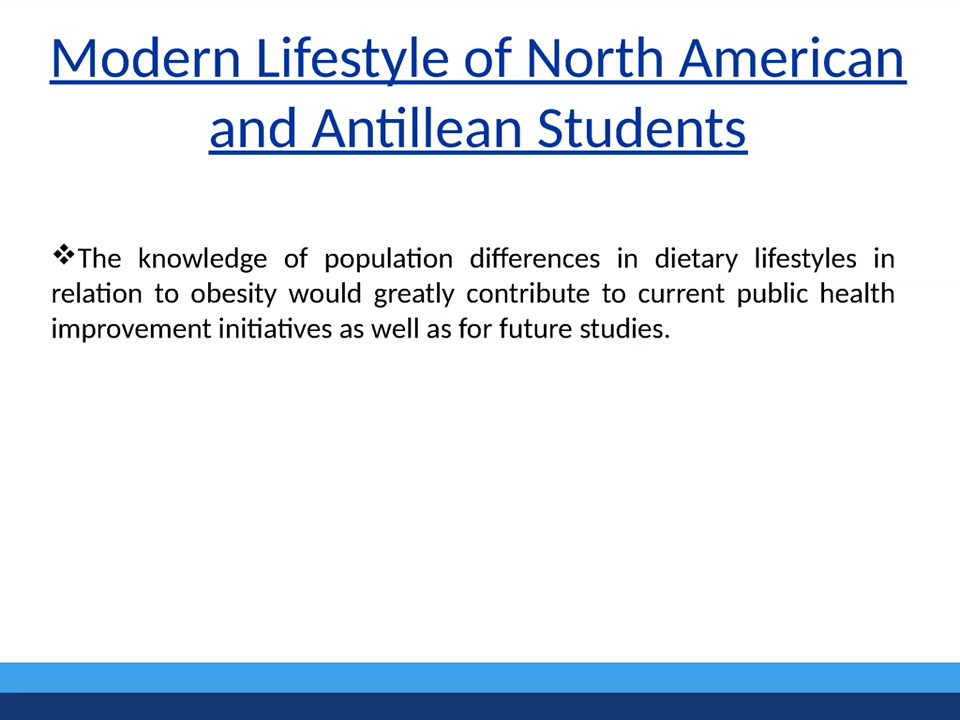 Modern Lifestyle of North American
and Antillean Students
❖The knowledge of population differences in dietary lifestyles in
relation to obesity would greatly contribute to current public health
improvement initiatives as well as for future studies.